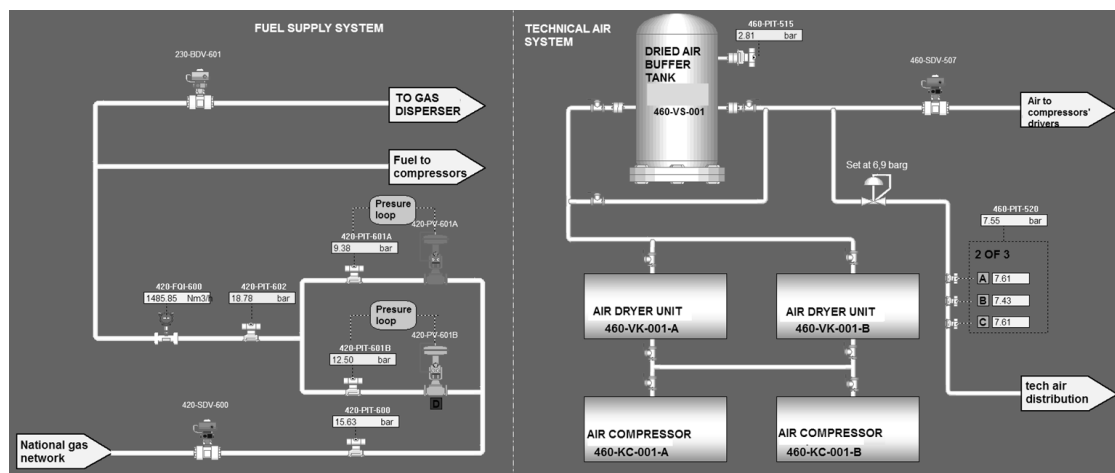 FUEL SUPPLY SYSTEM
230-BDV-601
TO GAS
DISPERSER
Fuel to
compressors
Presure
loop
420-PV-601A
420-PIT-601A
9.38 bar
420-FQI-600
1485.85 Nm3/h
420-PIT-602
18.78 bar
Presure
loop
420-PV-601B
420-PIT-601B
12.50 bar
D
420-SDV-600
420-PIT-600
15.63 bar
National gas
network
TECHNICAL AIR
SYSTEM
460-PIT-515
2.81 bar
DRIED AIR
BUFFER
TANK
460-VS-001
460-SDV-507
Air to
compressors'
drivers
Set at 6,9 barg
460-PIT-520
7.55 bar
2 OF 3
A 7.61
B 7.43
C 7.61
AIR DRYER UNIT
460-VK-001-A
AIR DRYER UNIT
460-VK-001-B
AIR COMPRESSOR
460-KC-001-A
AIR COMPRESSOR
460-KC-001-B
tech air
distribution